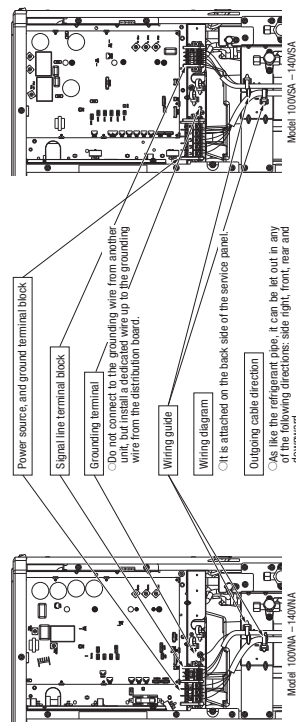 Power source, and ground terminal block
Signal line terminal block
Grounding terminal
○Do not connect to the grounding wire from another
unit, but install a dedicated wire up to the grounding
wire from the distribution board.
Wiring guide
Wiring diagram
○It is attached on the back side of the service panel.
Outgoing cable direction
○As like the refrigerant pipe, it can be let out in any
of the following directions: side right, front, rear and
downward.
Model 100VNA – 140VNA
Model 100VSA – 140VSA